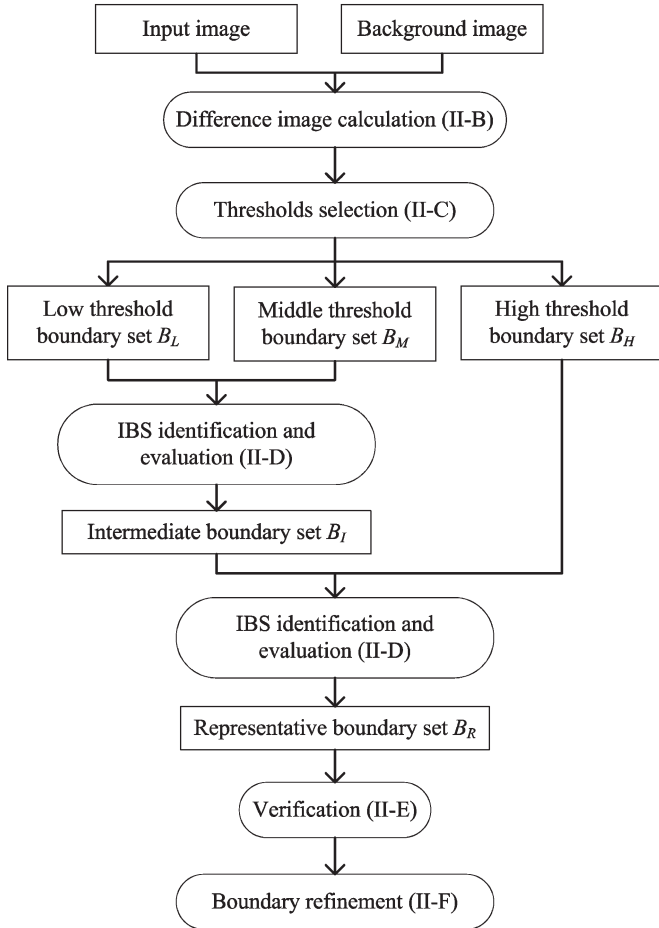 Input image
Background image
Difference image calculation (II-B)
Thresholds selection (II-C)
Low threshold
boundary set B_L
Middle threshold
boundary set B_M
High threshold
boundary set B_H
IBS identification and
evaluation (II-D)
Intermediate boundary set B_I
IBS identification and
evaluation (II-D)
Representative boundary set B_R
Verification (II-E)
Boundary refinement (II-F)